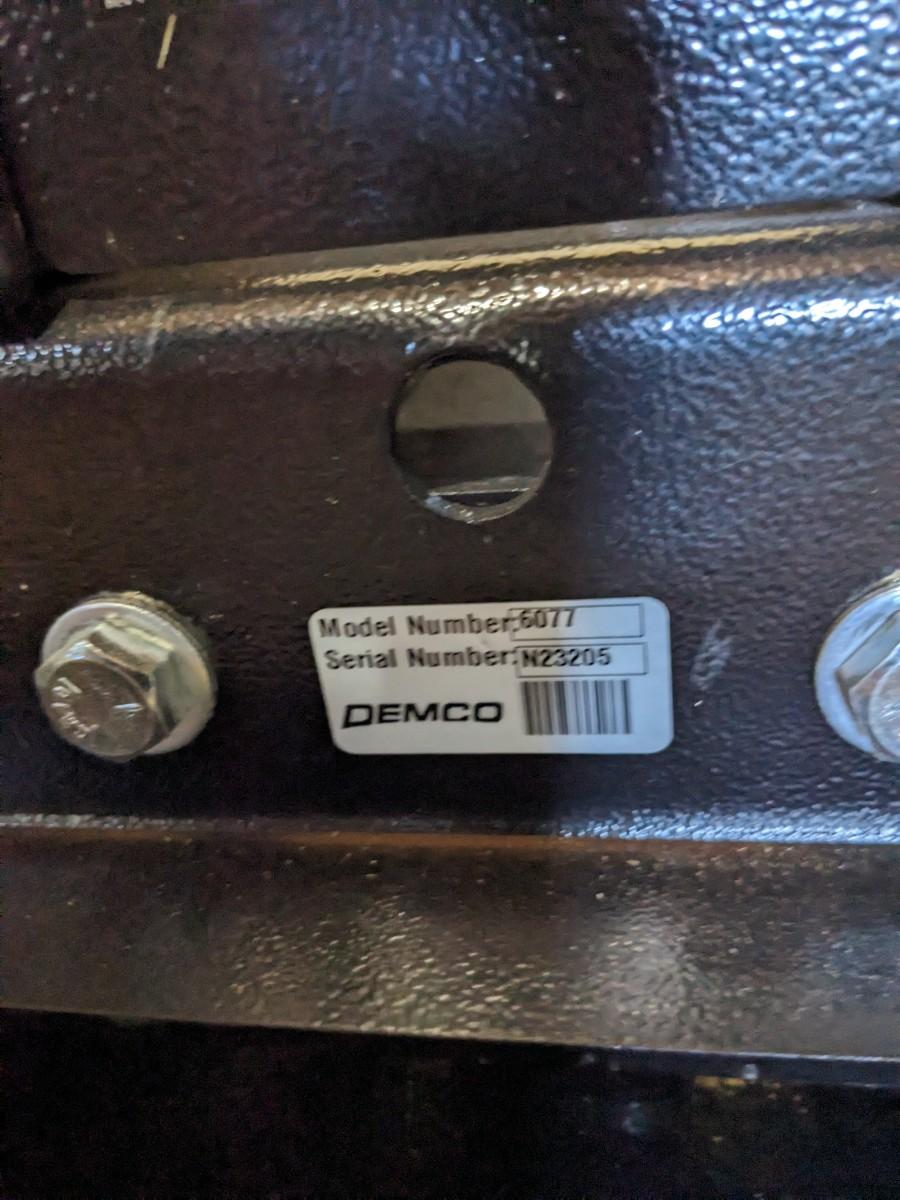 Model Number:6077
Serial Number:N23205
DEMCO